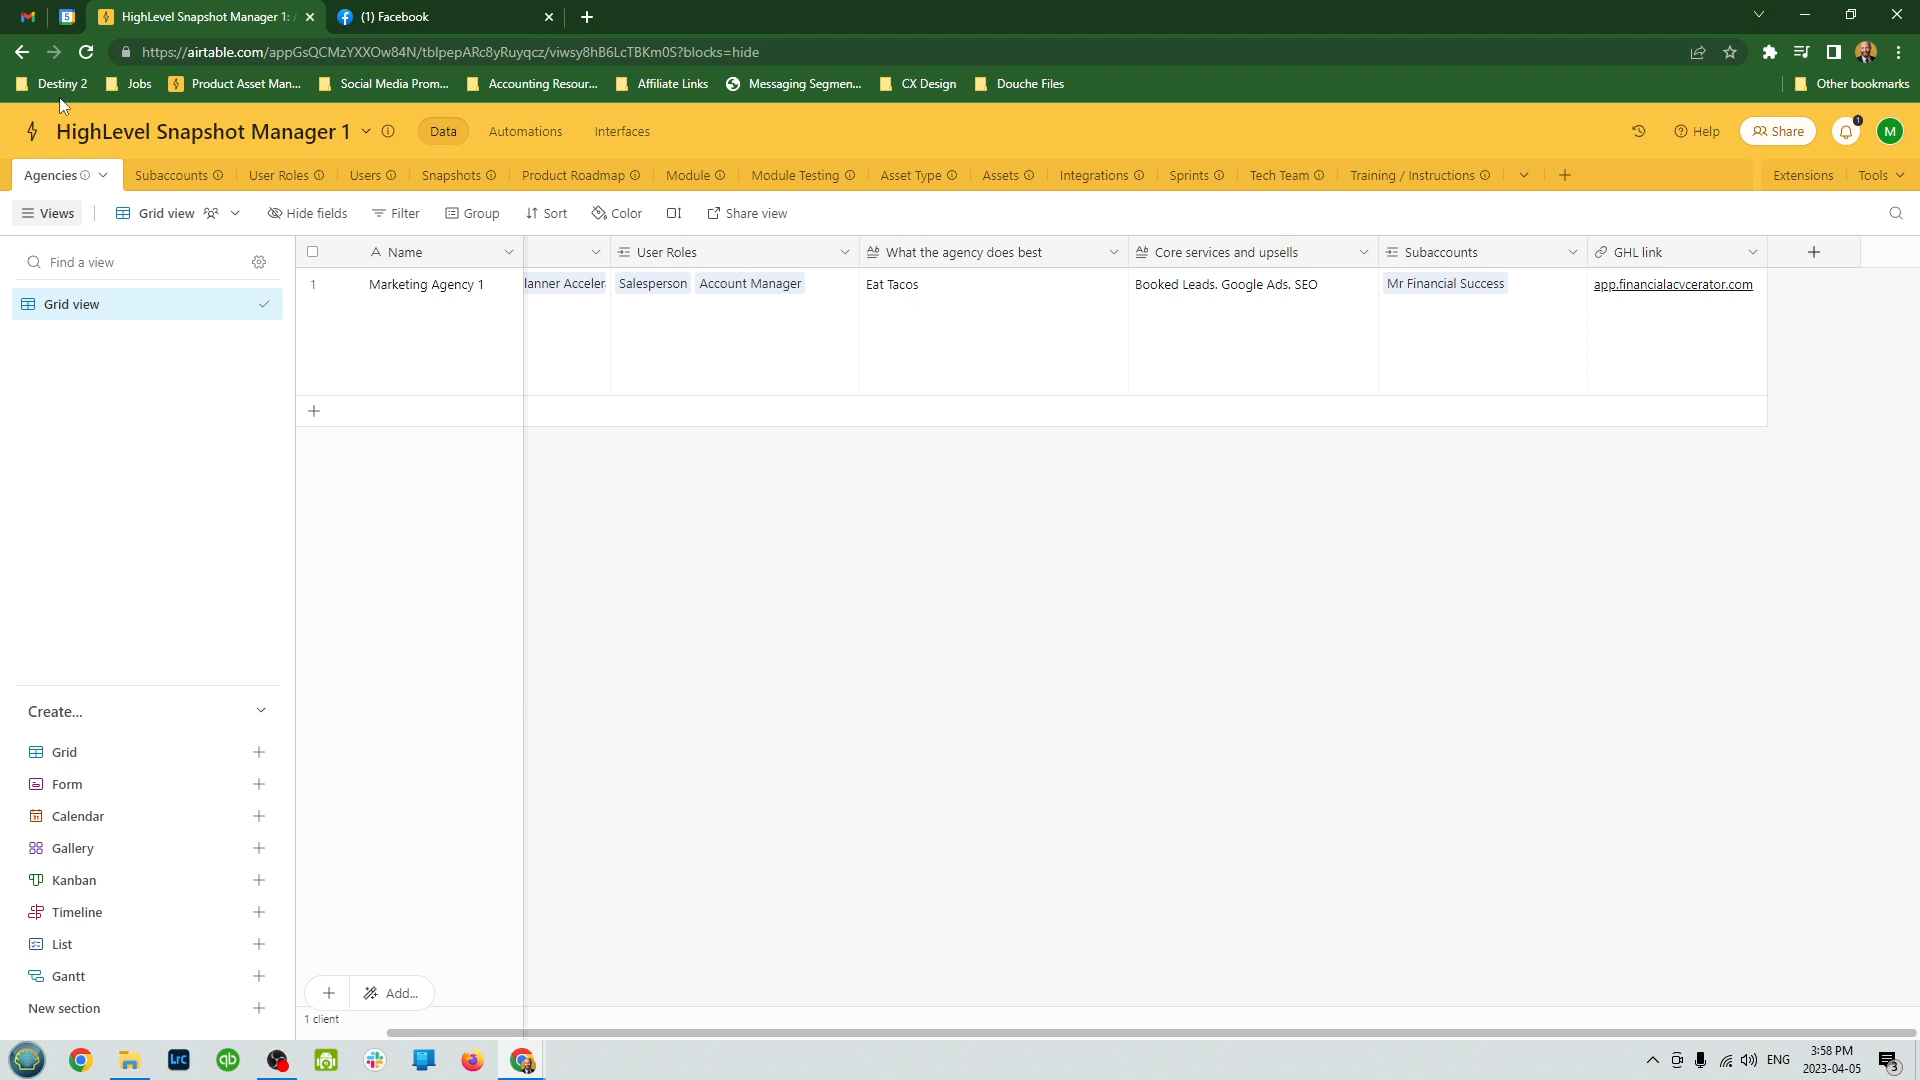 HighLevel Snapshot Manager 1: A
(1) Facebook
https://airtable.com/appGsQCMzYXXOw84N/tblpepARc8yRuyqcz/viwsy8hB6LcTBKm0S?blocks=hide
Destiny 2 Jobs Product Asset Man... Social Media Prom... Accounting Resour... Affiliate Links Messaging Segmen... CX Design Douche Files Other bookmarks
HighLevel Snapshot Manager 1 Data Automations Interfaces Help Share 1 M
Agencies Subaccounts User Roles Users Snapshots Product Roadmap Module Module Testing Asset Type Assets Integrations Sprints Tech Team Training / Instructions Extensions Tools
Views Grid view Hide fields Filter Group Sort Color Share view
Find a view
Grid view
Name User Roles What the agency does best Core services and upsells Subaccounts GHL link
1 Marketing Agency 1 lanner Acceler Salesperson Account Manager Eat Tacos Booked Leads. Google Ads. SEO Mr Financial Success app.financialacvcerator.com
Create...
Grid
Form
Calendar
Gallery
Kanban
Timeline
List
Gantt
New section
Add...
1 client
Lrc
qb
ENG
3:58 PM
2023-04-05
3